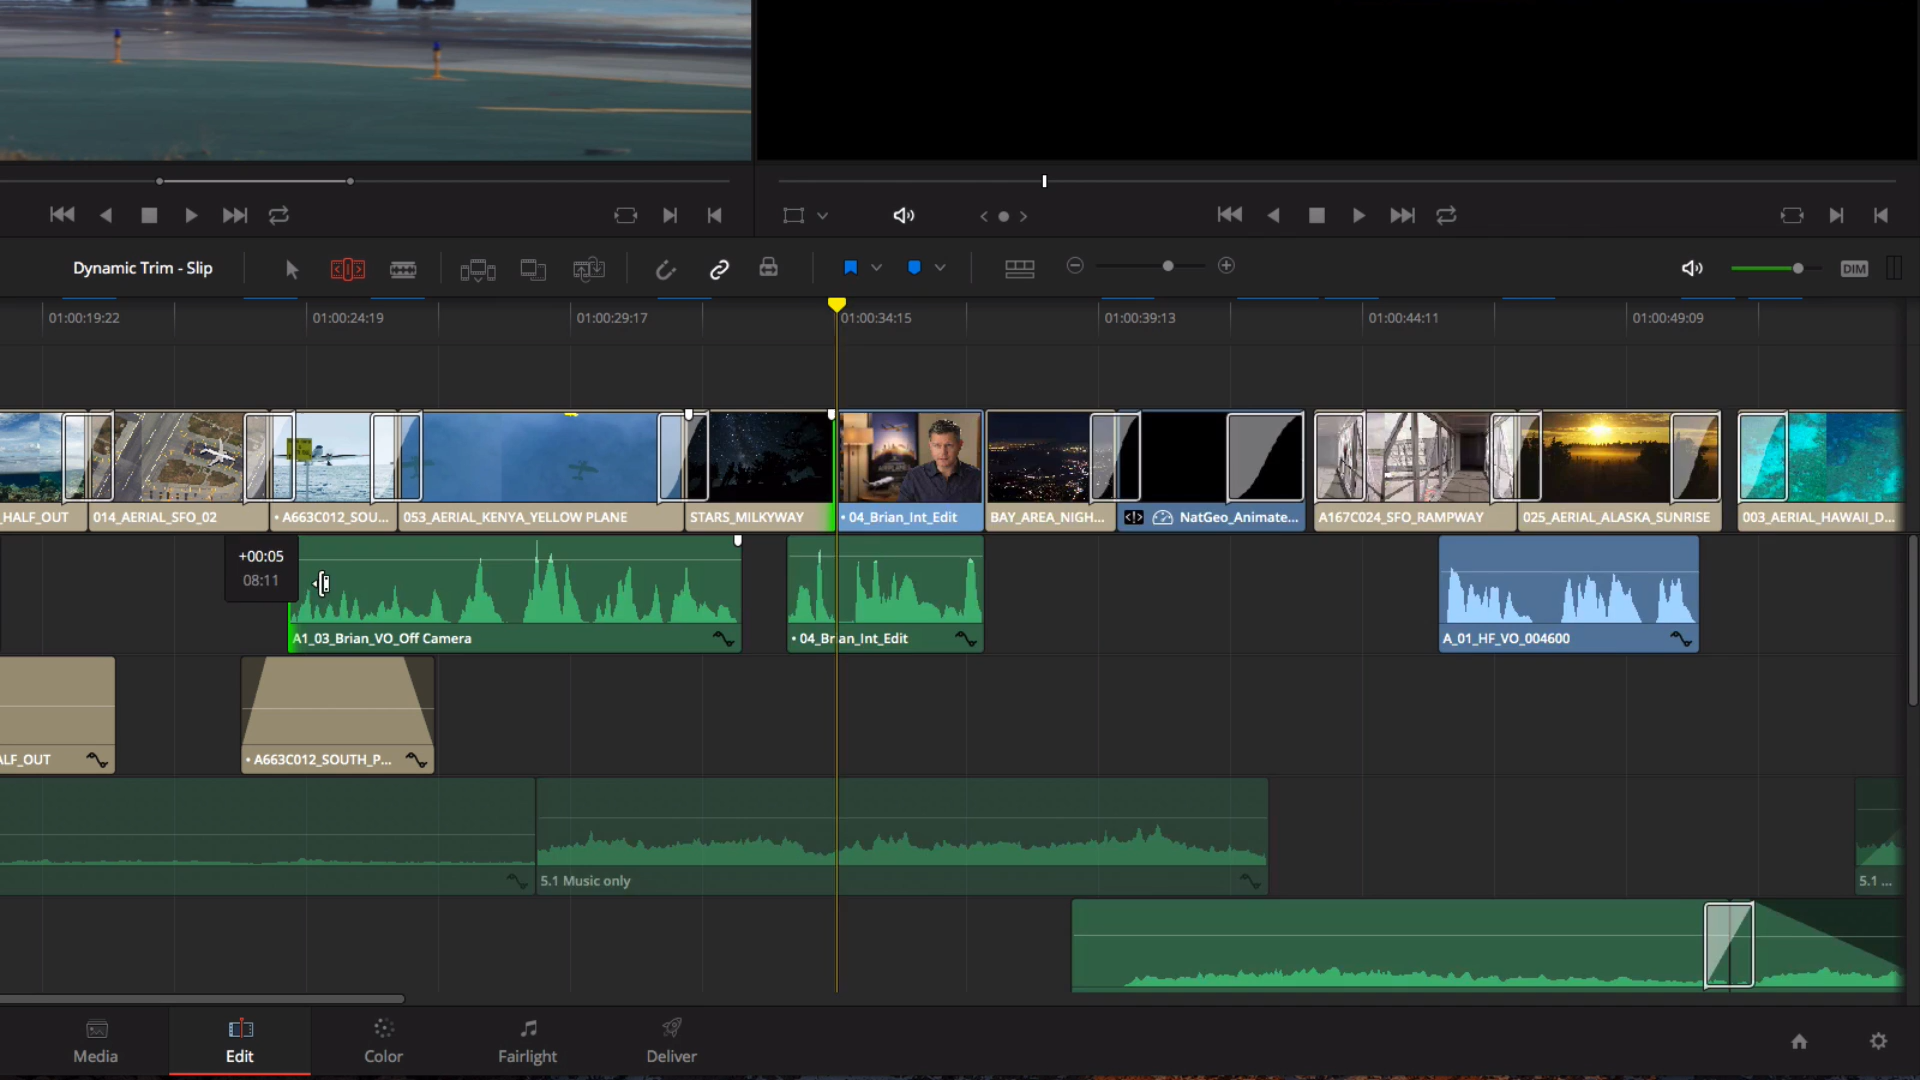 Dynamic Trim - Slip
DIM
01:00:19:22
01:00:24:19
01:00:29:17
01:00:34:15
01:00:39:13
01:00:44:11
01:00:49:09
_HALF_OUT
014_AERIAL_SFO_02
• A663C012_SOU...
053_AERIAL_KENYA_YELLOW PLANE
STARS_MILKYWAY
• 04_Brian_Int_Edit
BAY_AREA_NIGH...
NatGeo_Animate...
A167C024_SFO_RAMPWAY
025_AERIAL_ALASKA_SUNRISE
003_AERIAL_HAWAII_D...
+00:05
08:11
A1_03_Brian_VO_Off Camera
• 04_Brian_Int_Edit
A_01_HF_VO_004600
ALF_OUT
• A663C012_SOUTH_P...
5.1 Music only
5.1 ...
Media
Edit
Color
Fairlight
Deliver